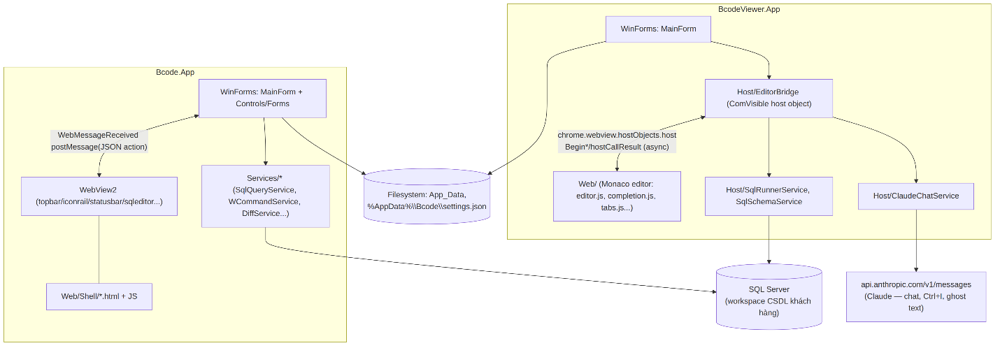 BcodeViewer.App
WinForms: MainForm
Bcode.App
WinForms: MainForm +
Controls/Forms
Host/EditorBridge
(ComVisible host object)
WebMessageReceived
postMessage(JSON action)
chrome.webview.hostObjects.host
Begin*/hostCallResult (async)
WebView2
(topbar/iconrail/statusbar/sqleditor...)
Services/*
(SqlQueryService,
WCommandService,
DiffService...)
Filesystem: App_Data,
%AppData%\\Bcode\\settings.json
Web/ (Monaco editor:
editor.js, completion.js,
tabs.js...)
Host/SqlRunnerService,
SqlSchemaService
Host/ClaudeChatService
Web/Shell/*.html + JS
SQL Server
(workspace CSDL khách
hàng)
api.anthropic.com/v1/messages
(Claude — chat, Ctrl+I, ghost
text)